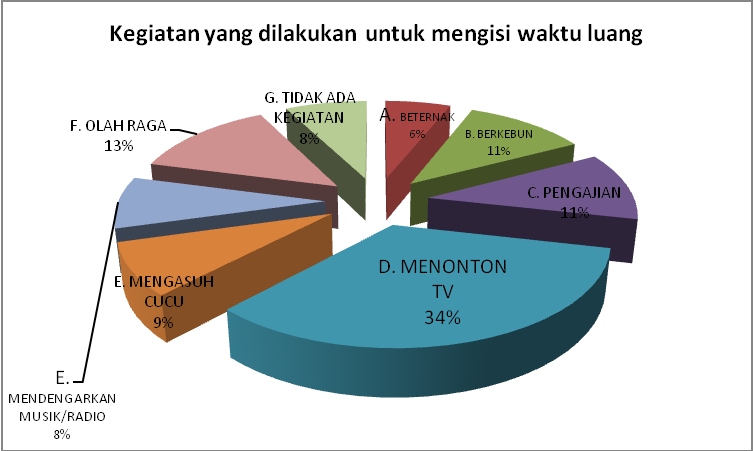 Kegiatan yang dilakukan untuk mengisi waktu luang
A. BETERNAK
6%
B. BERKEBUN
11%
C. PENGAJIAN
11%
D. MENONTON
TV
34%
E. MENGASUH
CUCU
9%
E.
MENDENGARKAN
MUSIK/RADIO
8%
F. OLAH RAGA
13%
G. TIDAK ADA
KEGIATAN
8%